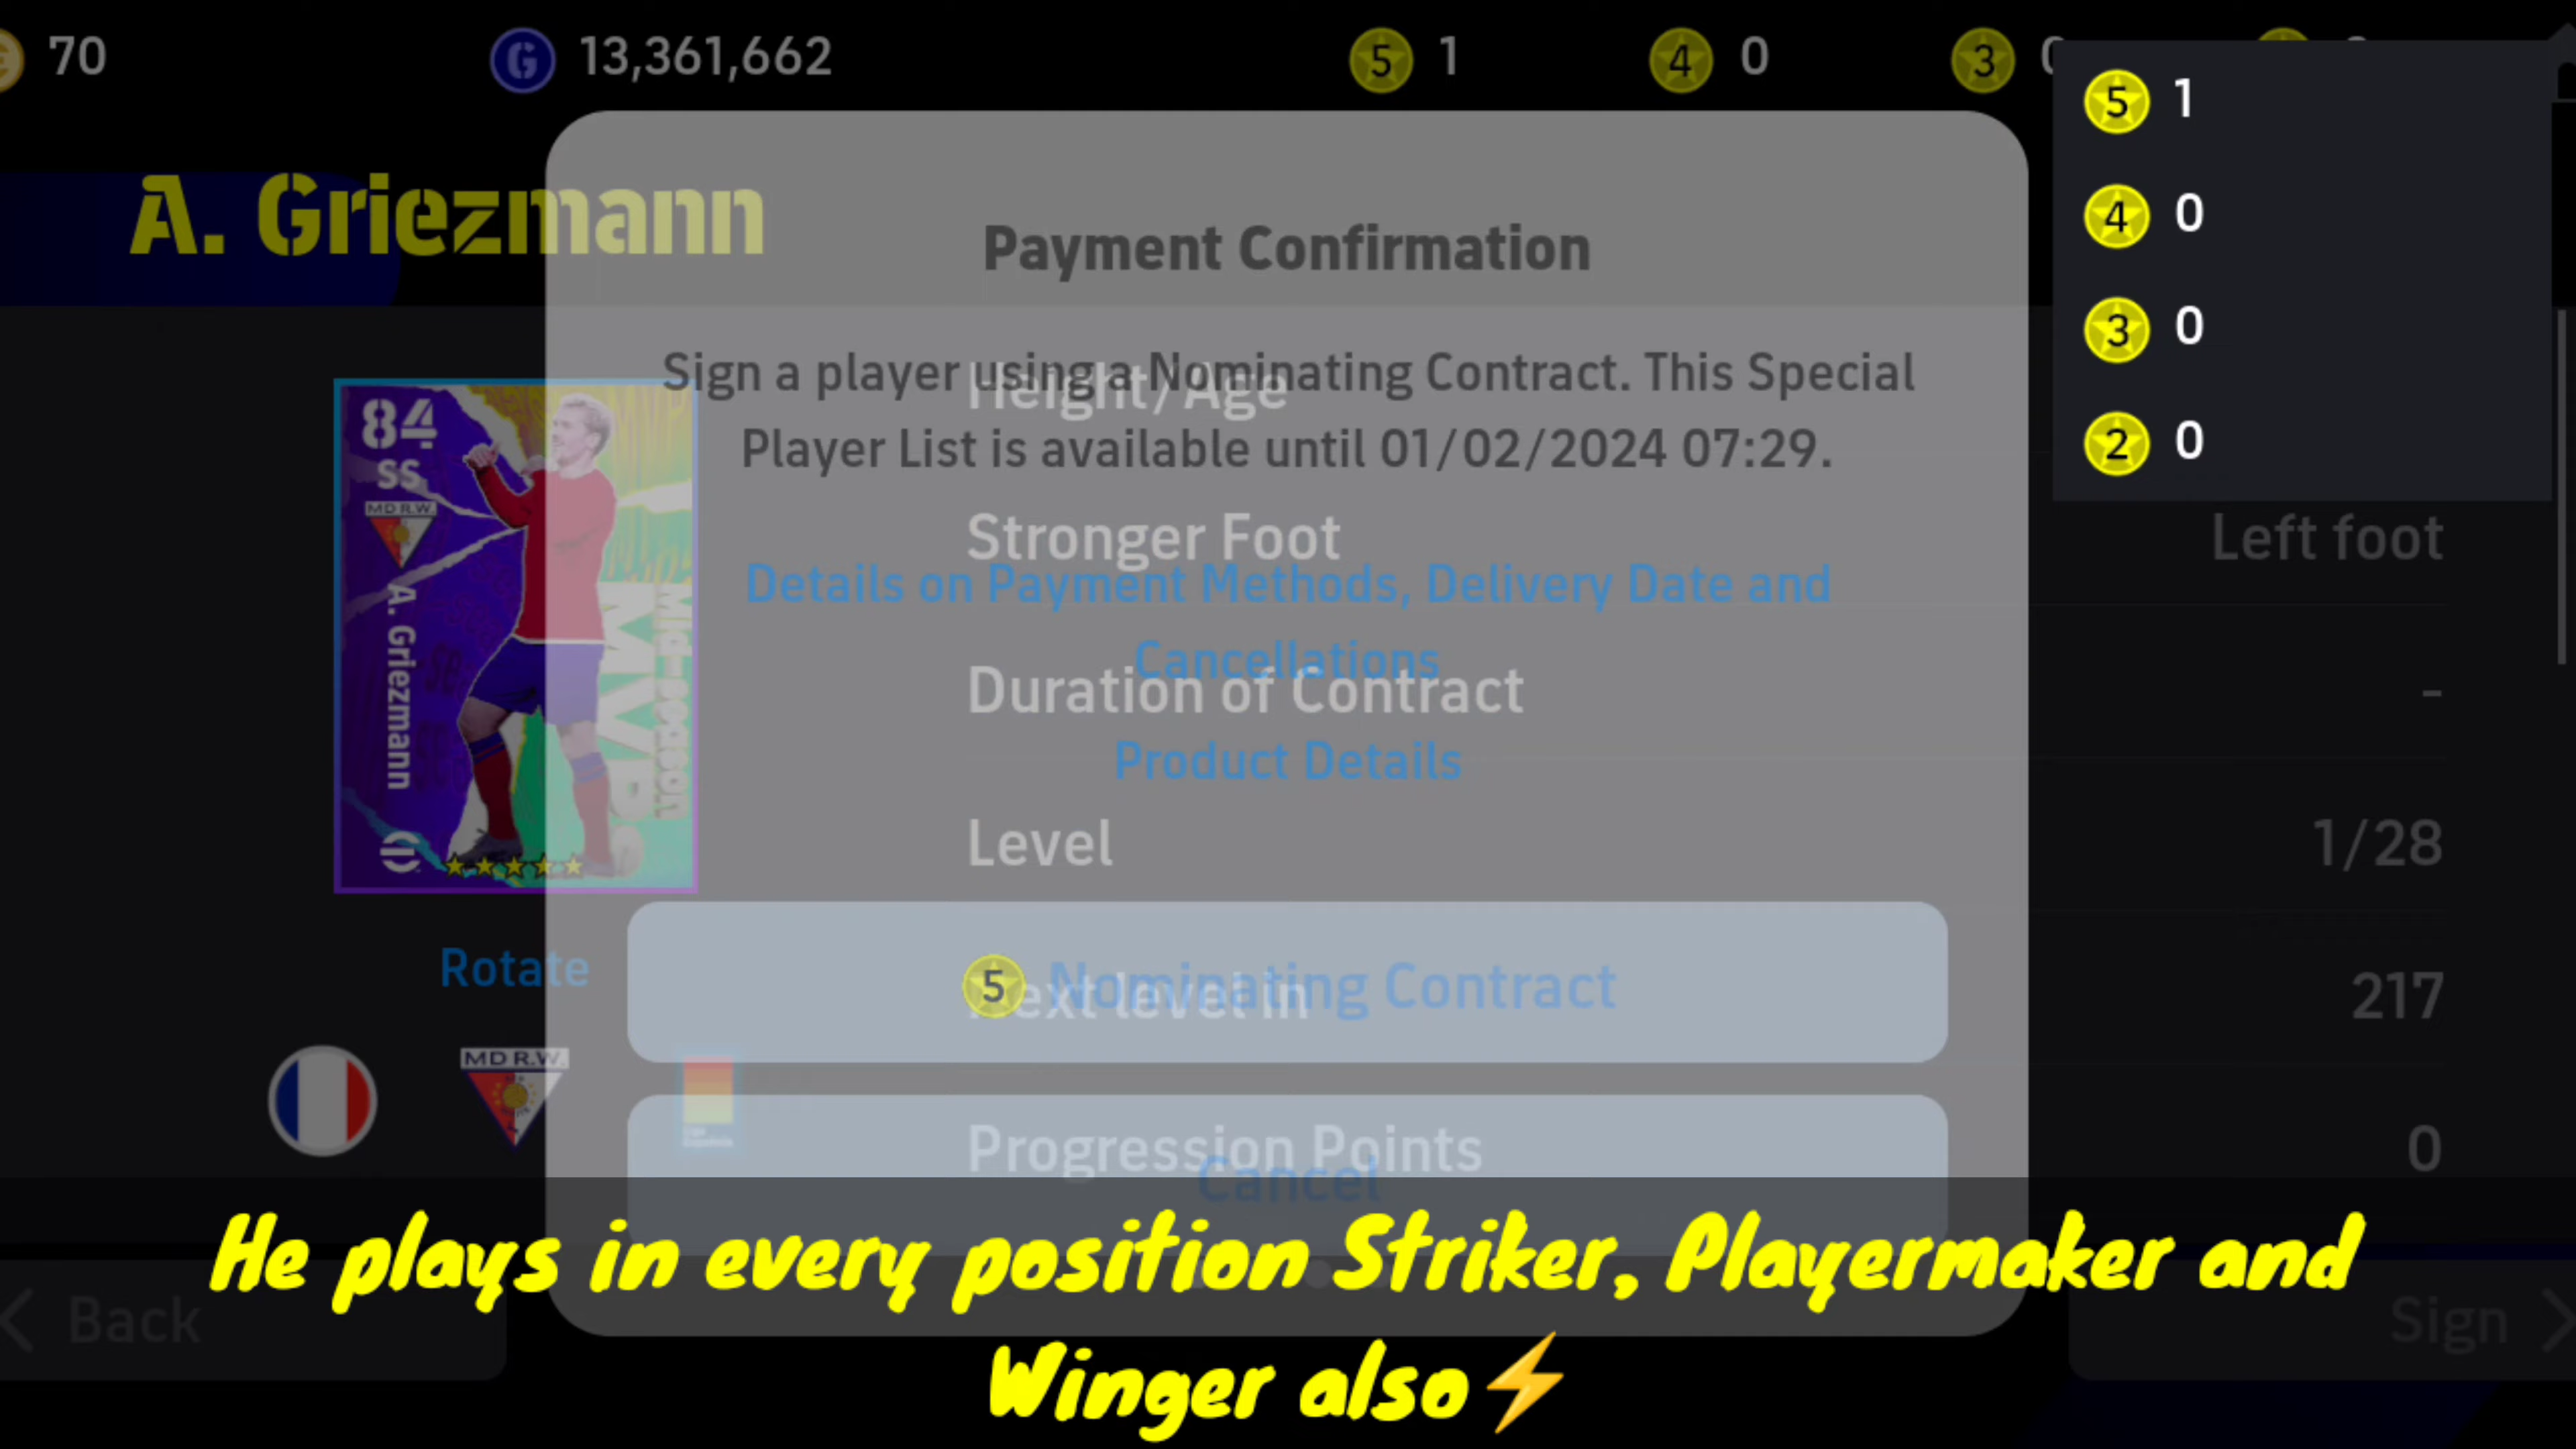 70
13,361,662
5 1
4 0
3
5 1
4 0
3 0
2 0
A. Griezmann
Payment Confirmation
Sign a player using a Nominating Contract. This Special
Player List is available until 01/02/2024 07:29.
Height/Age
Stronger Foot
Left foot
Details on Payment Methods, Delivery Date and
Cancellations
Duration of Contract
-
Product Details
Level
1/28
84
SS
MD R.W.
A. Griezmann
Mid-season
MVP
Rotate
5 Nominating Contract
Next level in
217
MD R.W.
Progression Points
0
Cancel
He plays in every position Striker, Playermaker and
Winger also⚡
Back
Sign